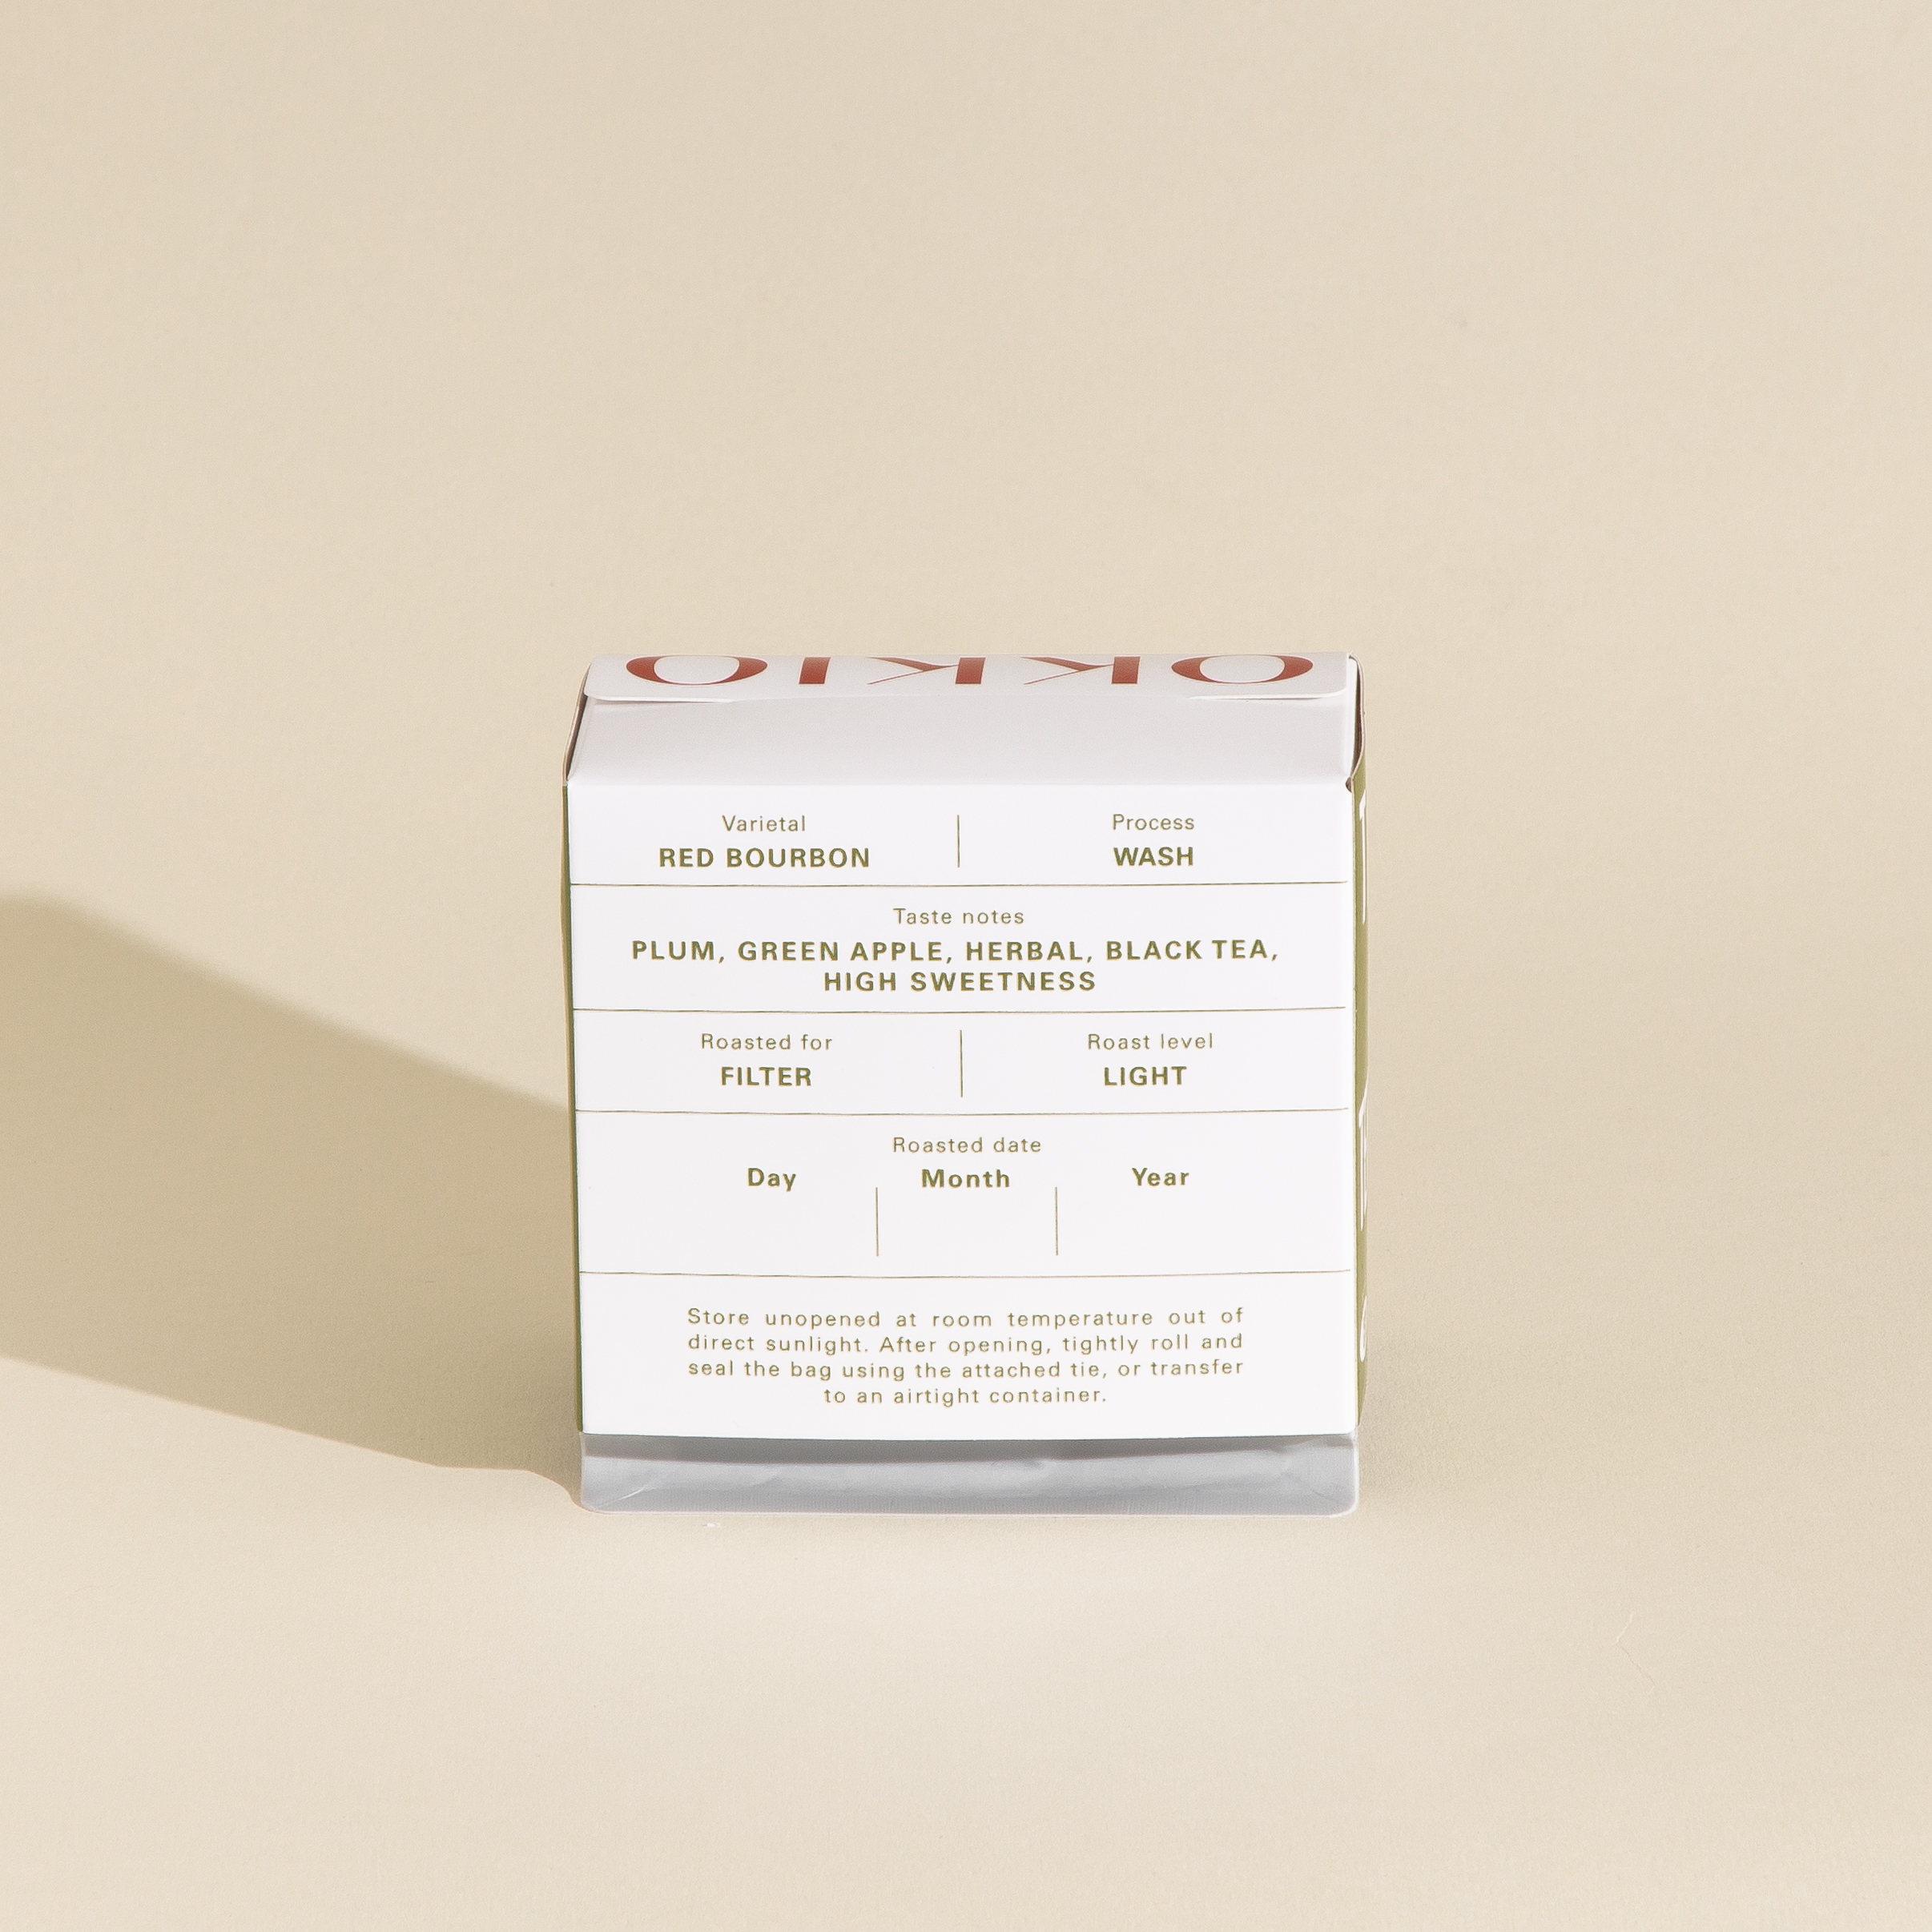 OKKIO
Varietal
RED BOURBON
Process
WASH
Taste notes
PLUM, GREEN APPLE, HERBAL, BLACK TEA,
HIGH SWEETNESS
Roasted for
FILTER
Roast level
LIGHT
Roasted date
Day
Month
Year
Store unopened at room temperature out of
direct sunlight. After opening, tightly roll and
seal the bag using the attached tie, or transfer
to an airtight container.